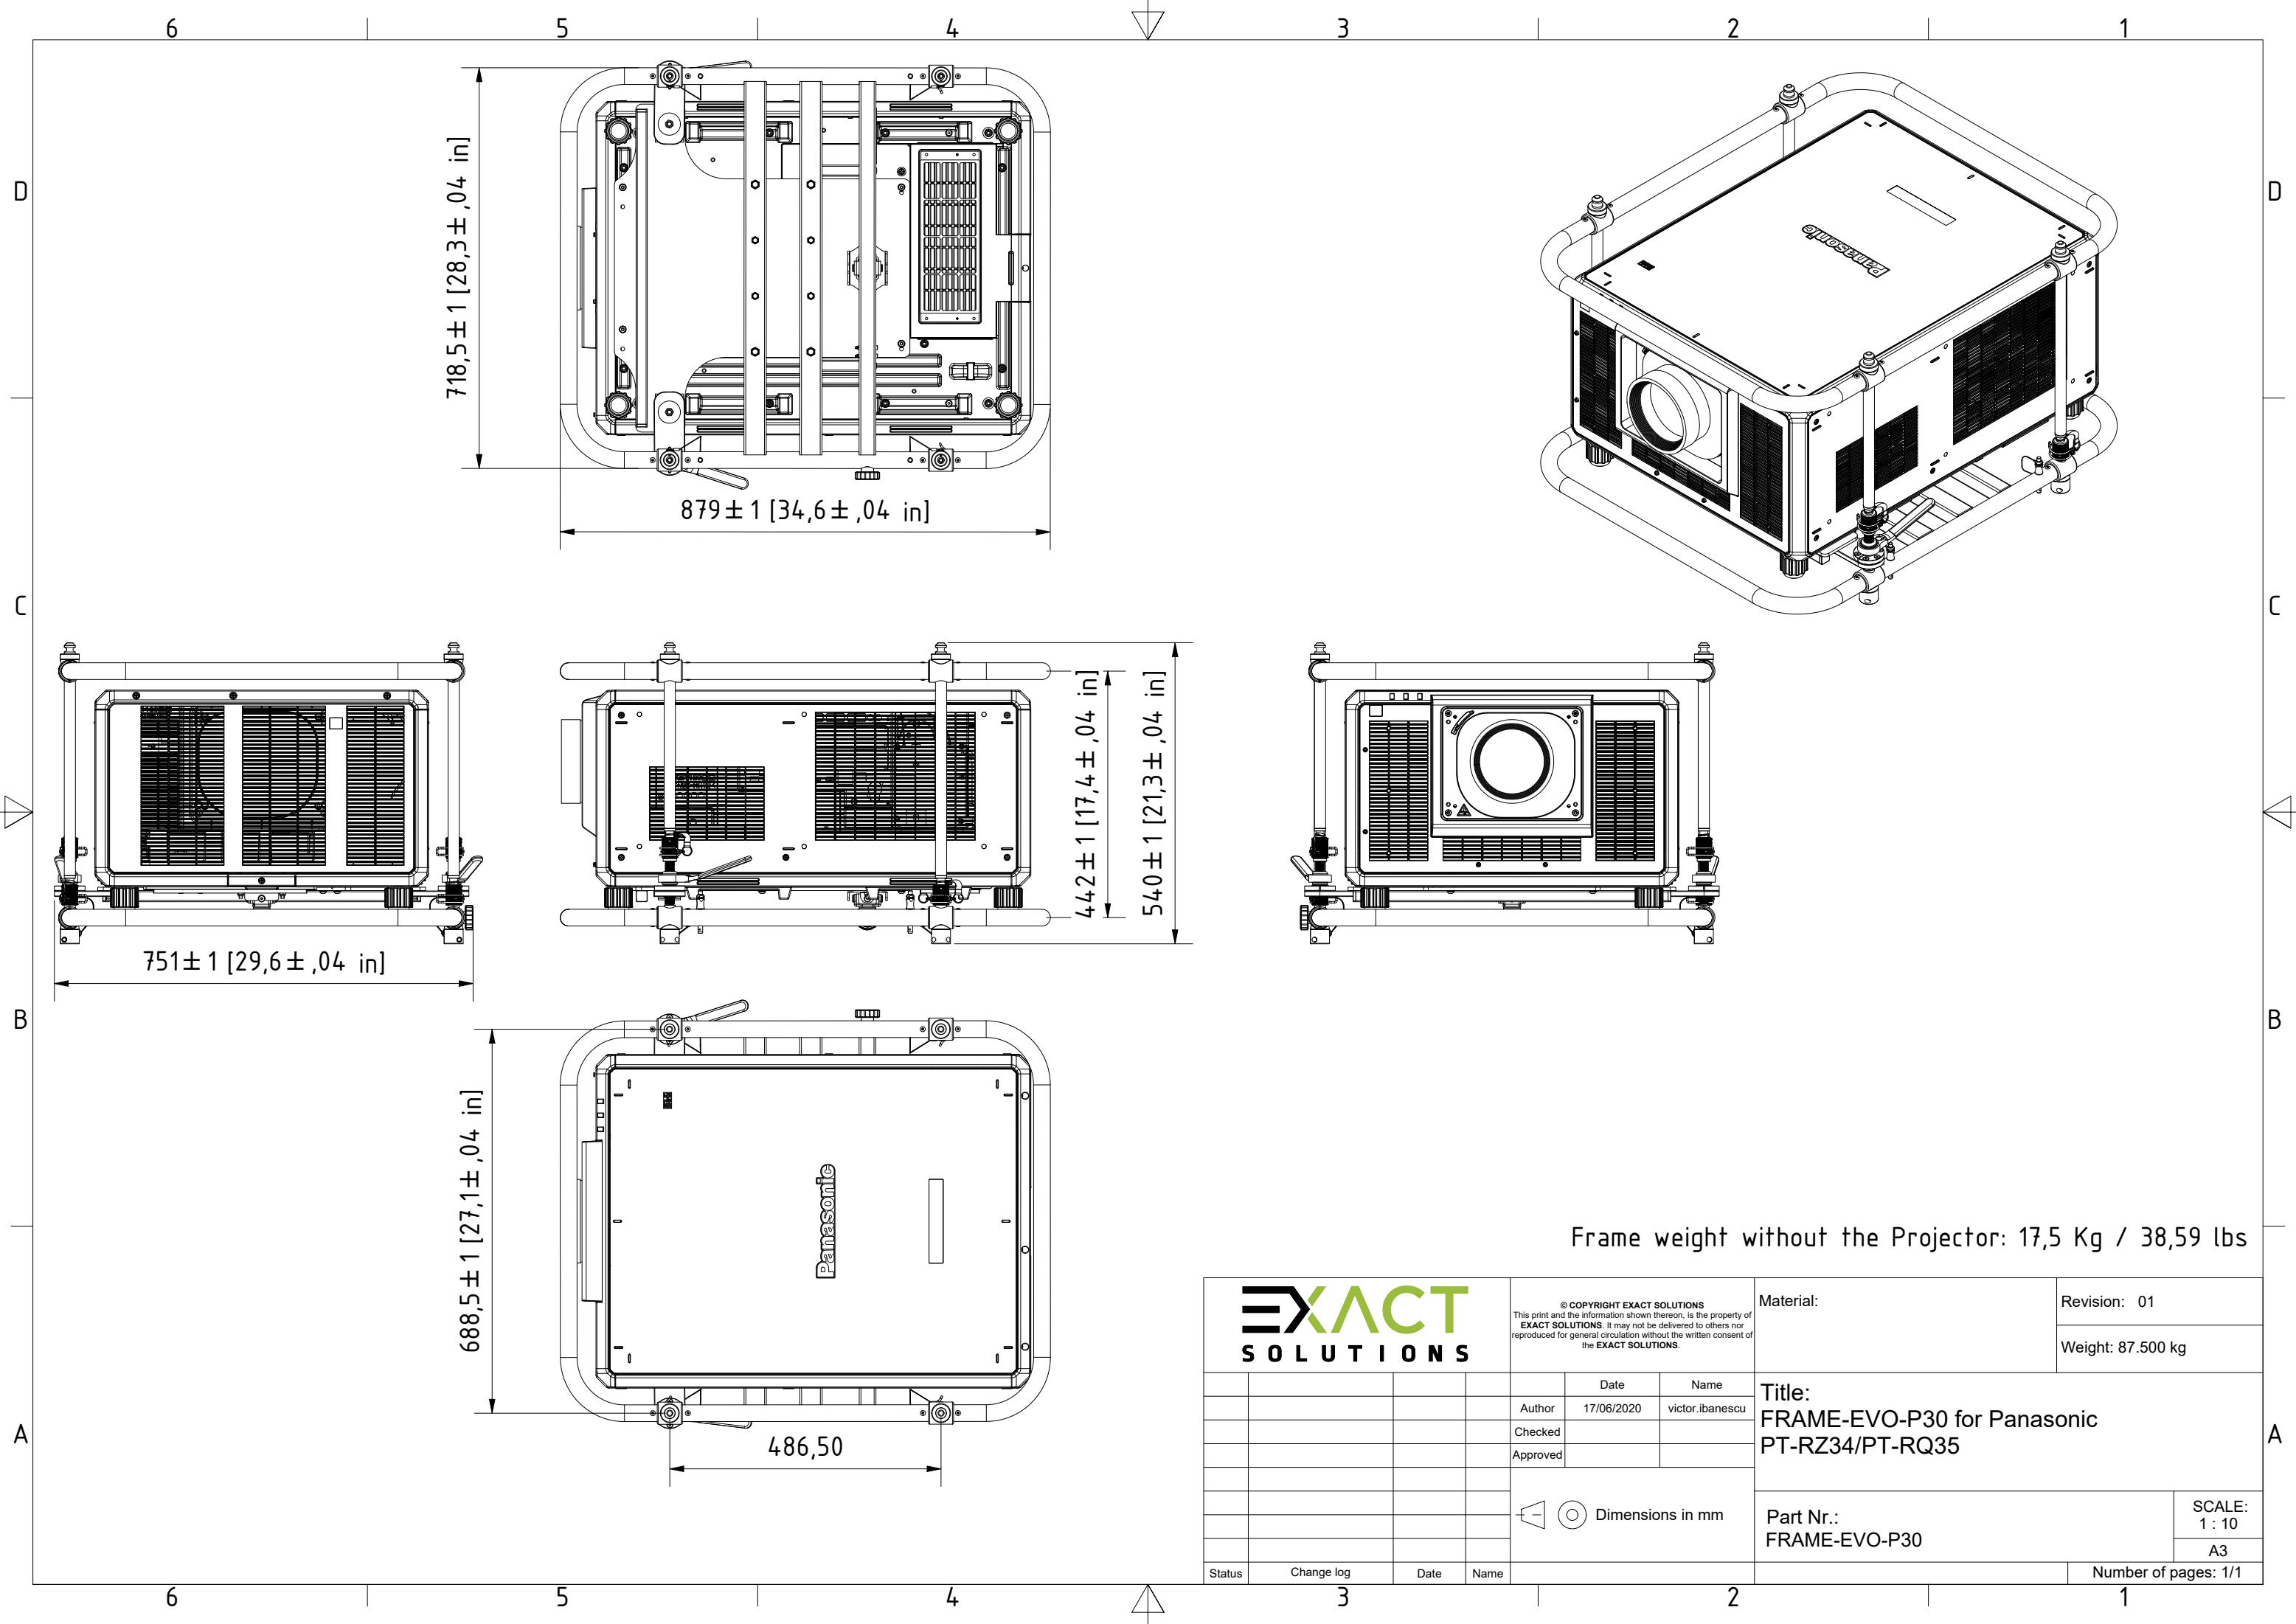 6 5 4 3 2 1
D D
C C
B B
A A
718,5±1 [28,3±,04 in]
879±1 [34,6±,04 in]
Panasonic
751±1 [29,6±,04 in]
442±1 [17,4±,04 in]
540±1 [21,3±,04 in]
688,5±1 [27,1±,04 in]
Panasonic
486,50
Frame weight without the Projector: 17,5 Kg / 38,59 lbs
EXACT
SOLUTIONS
© COPYRIGHT EXACT SOLUTIONS
This print and the information shown thereon, is the property of
EXACT SOLUTIONS. It may not be delivered to others nor
reproduced for general circulation without the written consent of
the EXACT SOLUTIONS.
Material:
Revision: 01
Weight: 87.500 kg
Date Name
Author 17/06/2020 victor.ibanescu
Checked
Approved
Title:
FRAME-EVO-P30 for Panasonic
PT-RZ34/PT-RQ35
Dimensions in mm
Part Nr.:
FRAME-EVO-P30
SCALE:
1 : 10
A3
Status Change log Date Name
Number of pages: 1/1
6 5 4 3 2 1